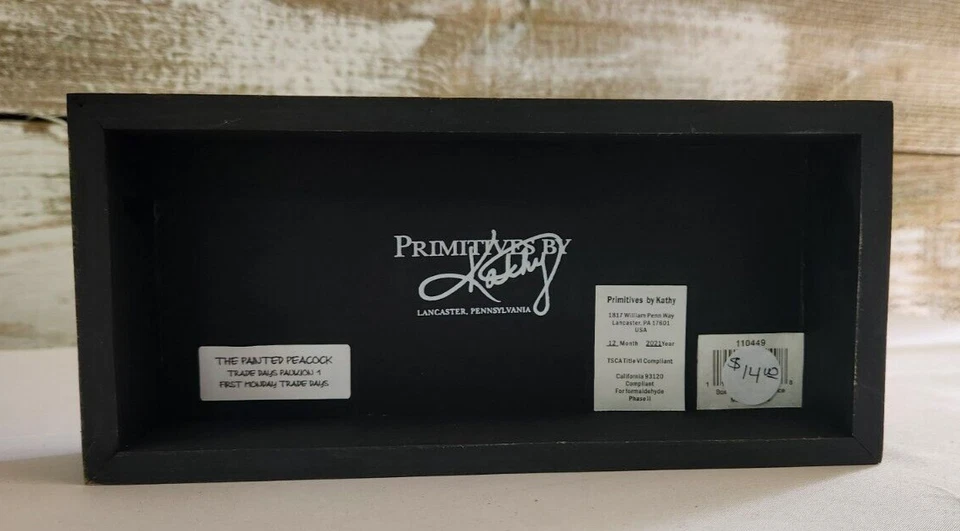 PRIMITIVES BY
Kathy
LANCASTER, PENNSYLVANIA
THE PAINTED PEACOCK
TRADE DAYS PAVILION 1
FIRST MONDAY TRADE DAYS
Primitives by Kathy
1817 William Penn Way
Lancaster, PA 17601
USA
12 Month 2021 Year
TSCA Title VI Compliant
California 93120
Compliant
For formaldehyde
Phase II
110449
$14.00